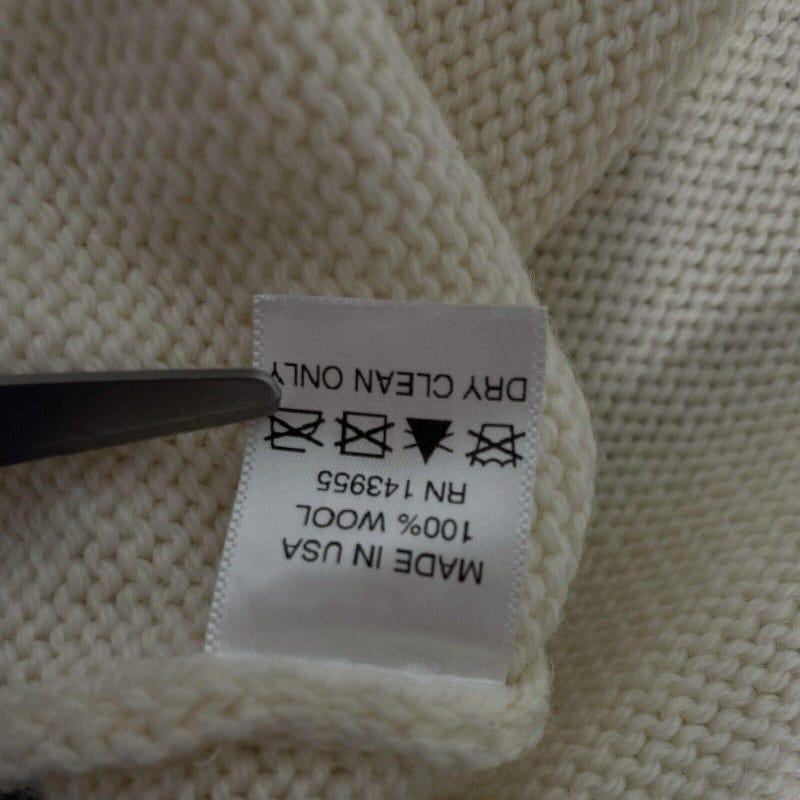 MADE IN USA
100% WOOL
RN 143955
DRY CLEAN ONLY